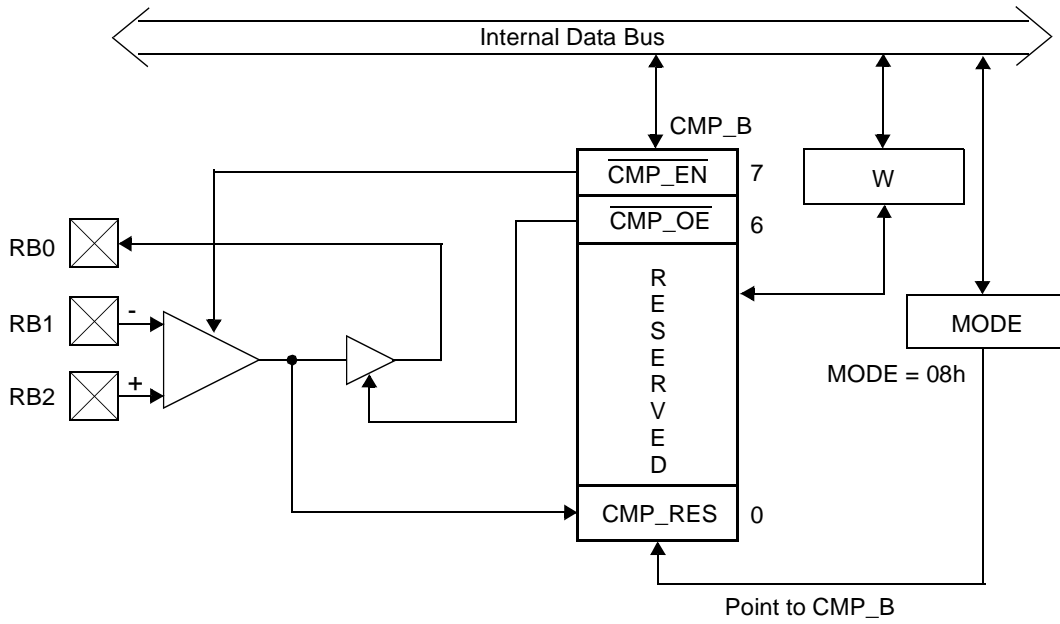 Internal Data Bus
CMP_B
CMP_EN 7
W
CMP_OE 6
RB0
RB1 -
RB2 +
RESERVED
MODE
MODE = 08h
CMP_RES 0
Point to CMP_B